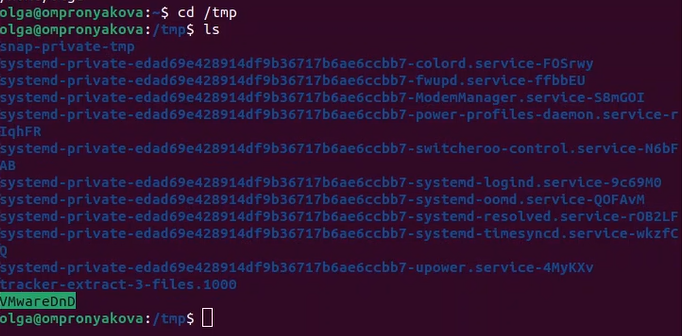 olga@ompronyakova:~$ cd /tmp
olga@ompronyakova:/tmp$ ls
snap-private-tmp
systemd-private-edad69e428914df9b36717b6ae6ccbb7-colord.service-FOSrwy
systemd-private-edad69e428914df9b36717b6ae6ccbb7-fwupd.service-ffbbEU
systemd-private-edad69e428914df9b36717b6ae6ccbb7-ModemManager.service-S8mGOI
systemd-private-edad69e428914df9b36717b6ae6ccbb7-power-profiles-daemon.service-r
IqhFR
systemd-private-edad69e428914df9b36717b6ae6ccbb7-switcheroo-control.service-N6bF
AB
systemd-private-edad69e428914df9b36717b6ae6ccbb7-systemd-logind.service-9c69M0
systemd-private-edad69e428914df9b36717b6ae6ccbb7-systemd-oomd.service-QOFAvM
systemd-private-edad69e428914df9b36717b6ae6ccbb7-systemd-resolved.service-rOB2LF
systemd-private-edad69e428914df9b36717b6ae6ccbb7-systemd-timesyncd.service-wkzfC
Q
systemd-private-edad69e428914df9b36717b6ae6ccbb7-upower.service-4MyKXv
tracker-extract-3-files.1000
VMwareDnD
olga@ompronyakova:/tmp$